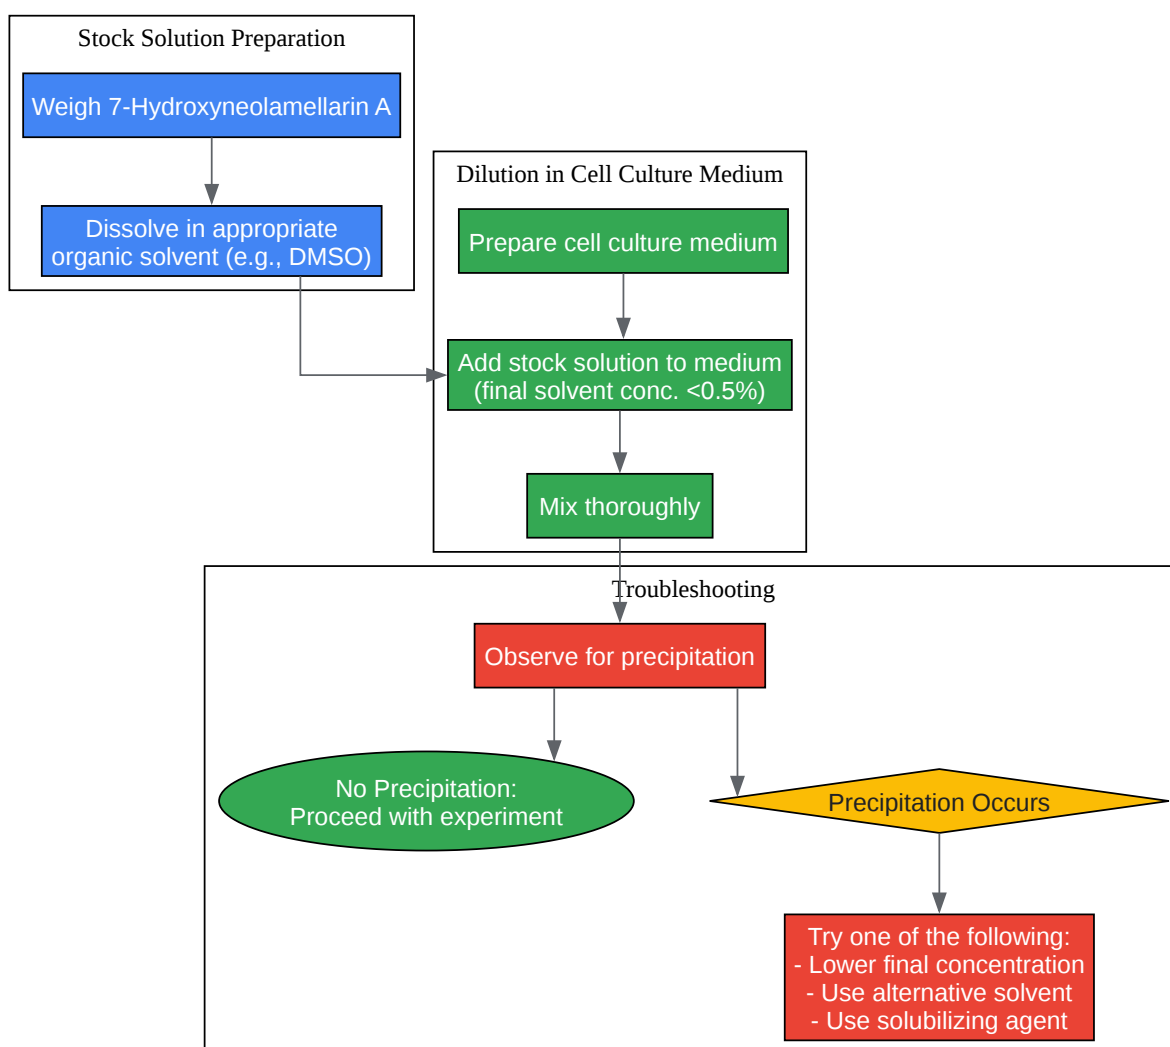 Stock Solution Preparation
Weigh 7-Hydroxyneolamellarin A
Dissolve in appropriate
organic solvent (e.g., DMSO)
Dilution in Cell Culture Medium
Prepare cell culture medium
Add stock solution to medium
(final solvent conc. <0.5%)
Mix thoroughly
Troubleshooting
Observe for precipitation
No Precipitation:
Proceed with experiment
Precipitation Occurs
Try one of the following:
- Lower final concentration
- Use alternative solvent
- Use solubilizing agent